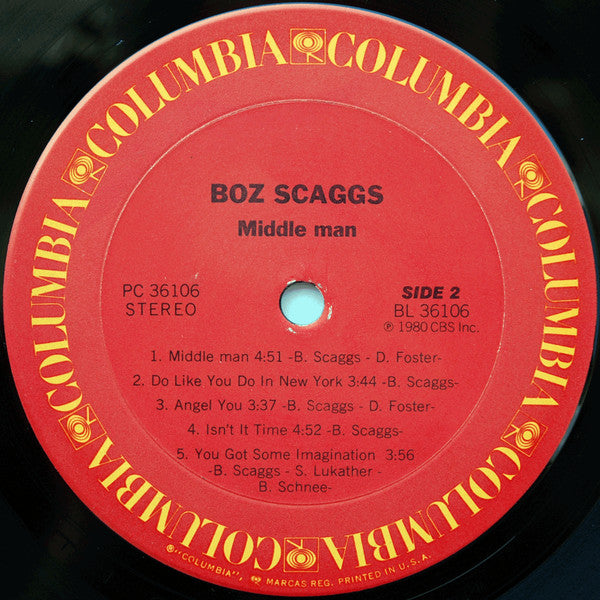 COLUMBIA COLUMBIA COLUMBIA COLUMBIA COLUMBIA COLUMBIA COLUMBIA COLUMBIA
BOZ SCAGGS
Middle man
PC 36106
STEREO
SIDE 2
BL 36106
℗ 1980 CBS Inc.
1. Middle man 4:51 -B. Scaggs - D. Foster-
2. Do Like You Do In New York 3:44 -B. Scaggs-
3. Angel You 3:37 -B. Scaggs - D. Foster-
4. Isn't It Time 4:52 -B. Scaggs-
5. You Got Some Imagination 3:56
-B. Scaggs - S. Lukather -
B. Schnee-
®"COLUMBIA", MARCAS REG. PRINTED IN U.S.A.